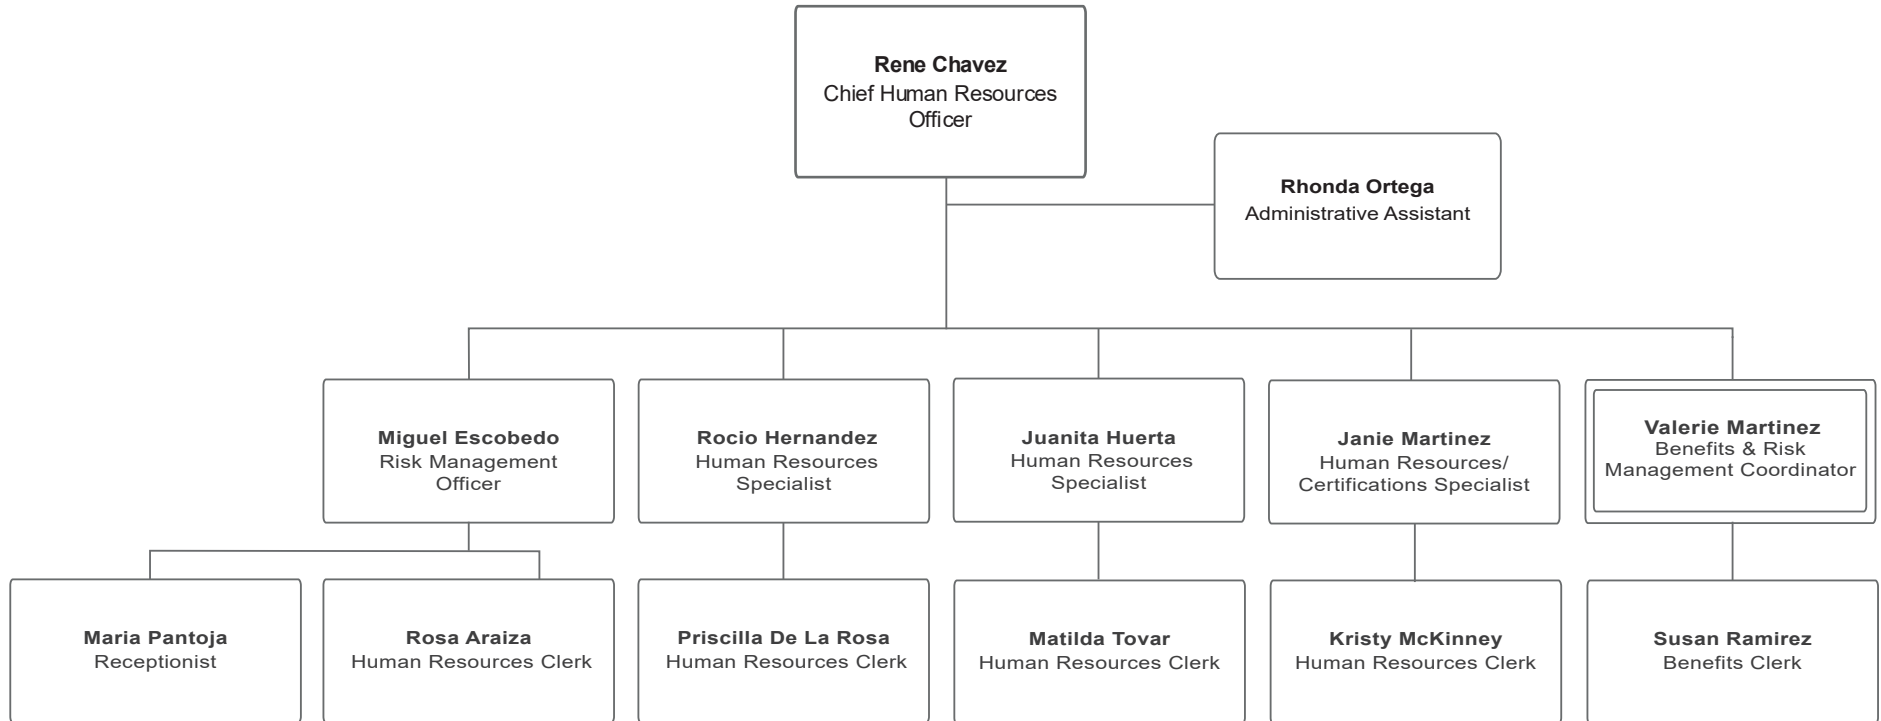 Rene Chavez
Chief Human Resources
Officer
Rhonda Ortega
Administrative Assistant
Miguel Escobedo
Risk Management
Officer
Rocio Hernandez
Human Resources
Specialist
Juanita Huerta
Human Resources
Specialist
Janie Martinez
Human Resources/
Certifications Specialist
Valerie Martinez
Benefits & Risk
Management Coordinator
Maria Pantoja
Receptionist
Rosa Araiza
Human Resources Clerk
Priscilla De La Rosa
Human Resources Clerk
Matilda Tovar
Human Resources Clerk
Kristy McKinney
Human Resources Clerk
Susan Ramirez
Benefits Clerk